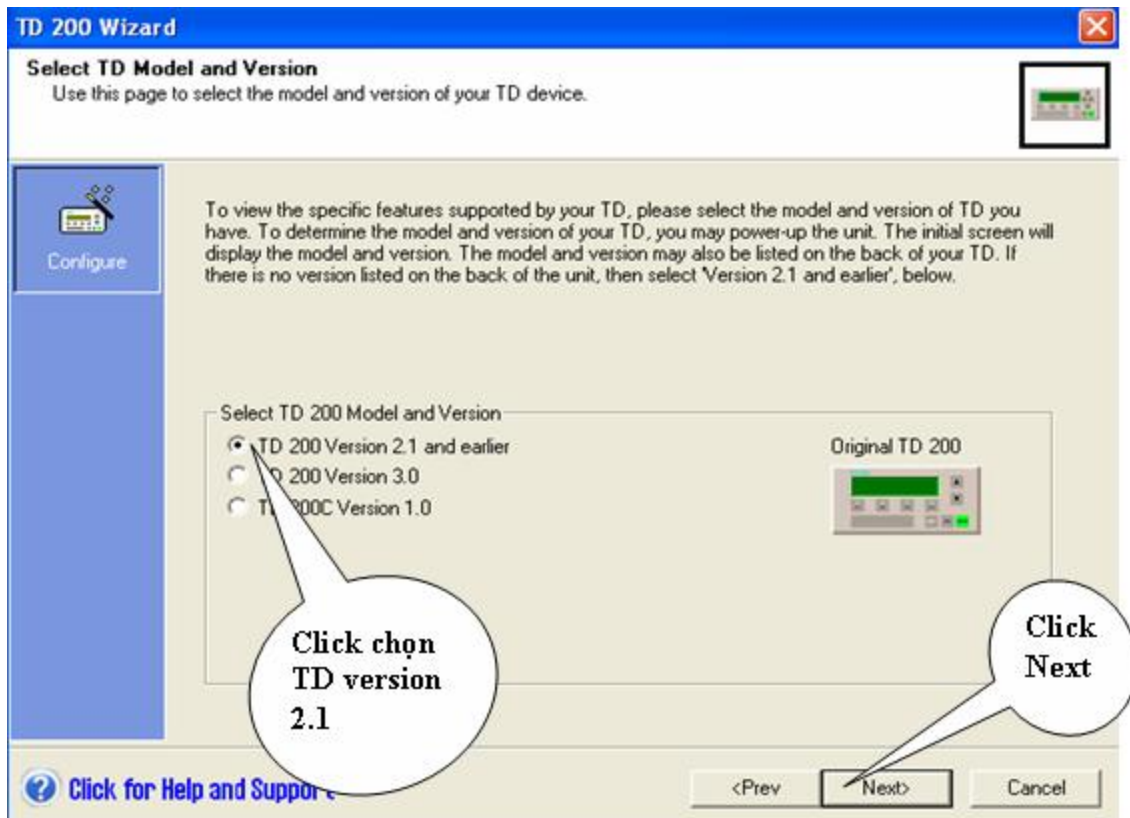 TD 200 Wizard
Select TD Model and Version
Use this page to select the model and version of your TD device.
Configure
To view the specific features supported by your TD, please select the model and version of TD you
have. To determine the model and version of your TD, you may power-up the unit. The initial screen will
display the model and version. The model and version may also be listed on the back of your TD. If
there is no version listed on the back of the unit, then select 'Version 2.1 and earlier', below.
Select TD 200 Model and Version
TD 200 Version 2.1 and earlier
Original TD 200
200 Version 3.0
Version 1.0
Click chọn
TD version
2.1
Click
Next
Click for Help and
<Prev
Next>
Cancel